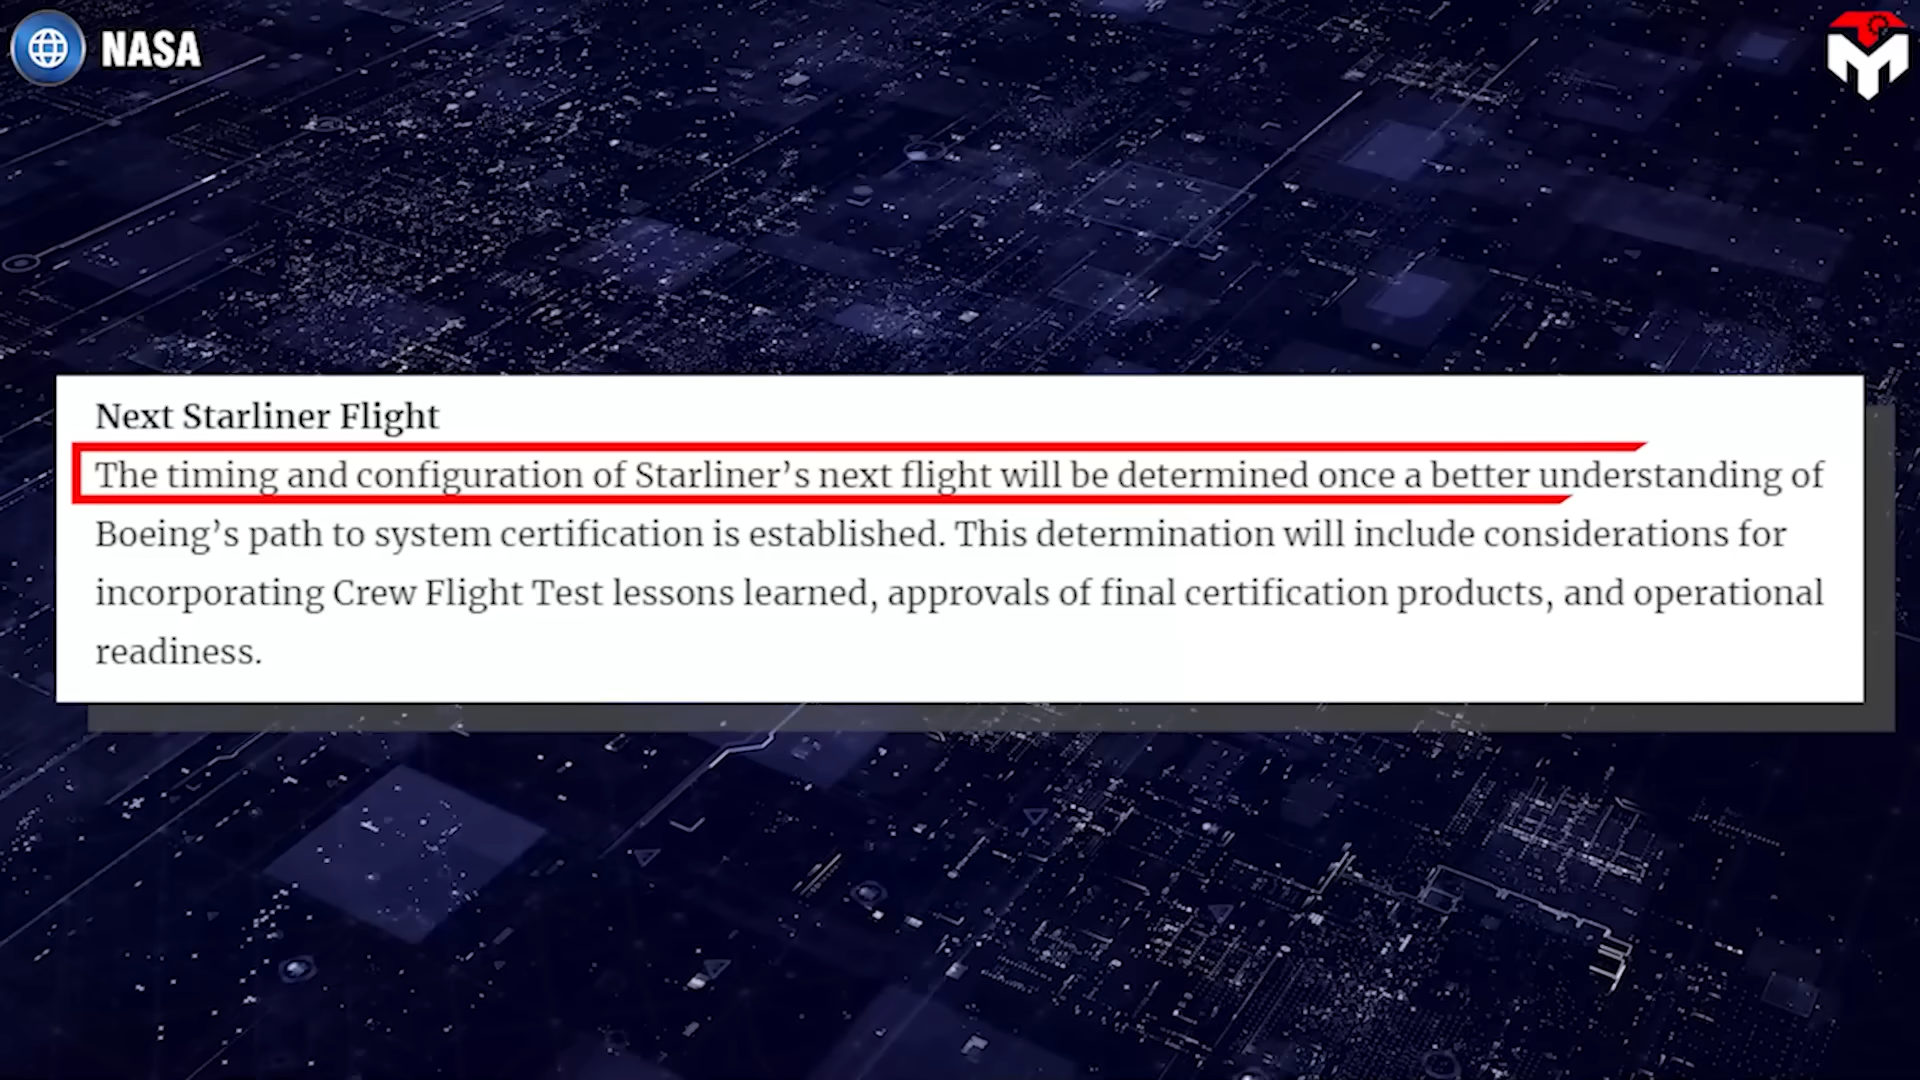 NASA
Next Starliner Flight
The timing and configuration of Starliner’s next flight will be determined once a better understanding of
Boeing’s path to system certification is established. This determination will include considerations for
incorporating Crew Flight Test lessons learned, approvals of final certification products, and operational
readiness.